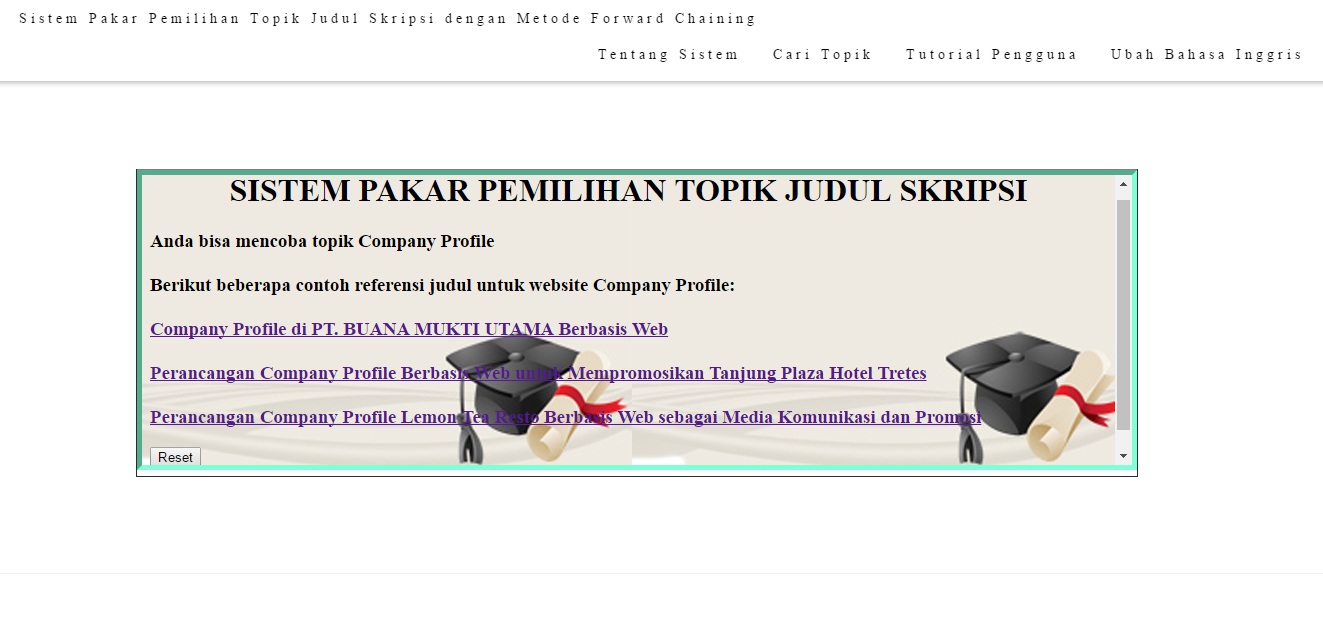 Sistem Pakar Pemilihan Topik Judul Skripsi dengan Metode Forward Chaining
Tentang Sistem Cari Topik Tutorial Pengguna Ubah Bahasa Inggris
SISTEM PAKAR PEMILIHAN TOPIK JUDUL SKRIPSI
Anda bisa mencoba topik Company Profile
Berikut beberapa contoh referensi judul untuk website Company Profile:
Company Profile di PT. BUANA MUKTI UTAMA Berbasis Web
Perancangan Company Profile Berbasis Web untuk Mempromosikan Tanjung Plaza Hotel Tretes
Perancangan Company Profile Lemon Tea Resto Berbasis Web sebagai Media Komunikasi dan Promosi
Reset